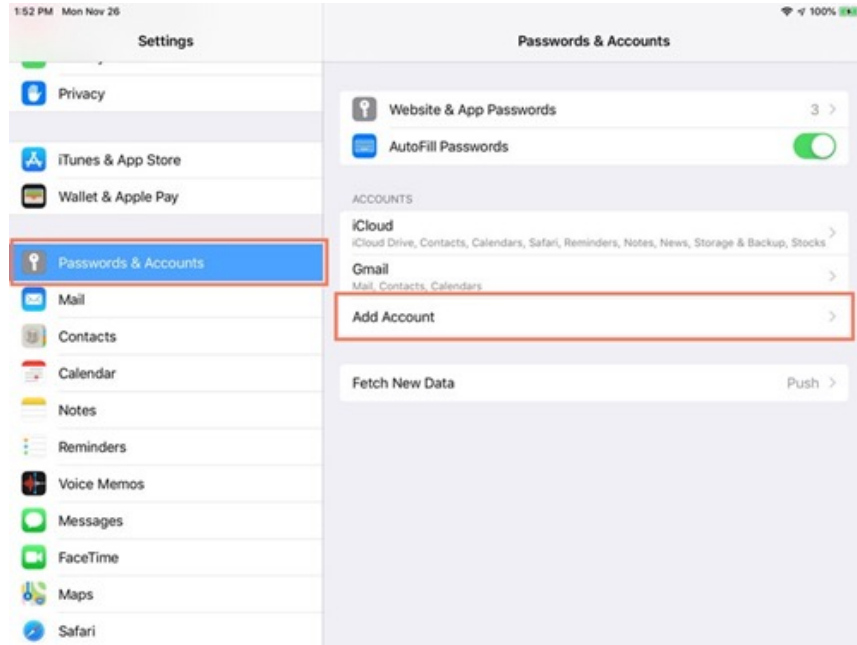 1:52 PM Mon Nov 26
100%
Settings
Privacy
iTunes & App Store
Wallet & Apple Pay
Passwords & Accounts
Mail
Contacts
Calendar
Notes
Reminders
Voice Memos
Messages
FaceTime
Maps
Safari
Passwords & Accounts
Website & App Passwords 3
AutoFill Passwords
ACCOUNTS
iCloud
iCloud Drive, Contacts, Calendars, Safari, Reminders, Notes, News, Storage & Backup, Stocks
Gmail
Mail, Contacts, Calendars
Add Account
Fetch New Data Push